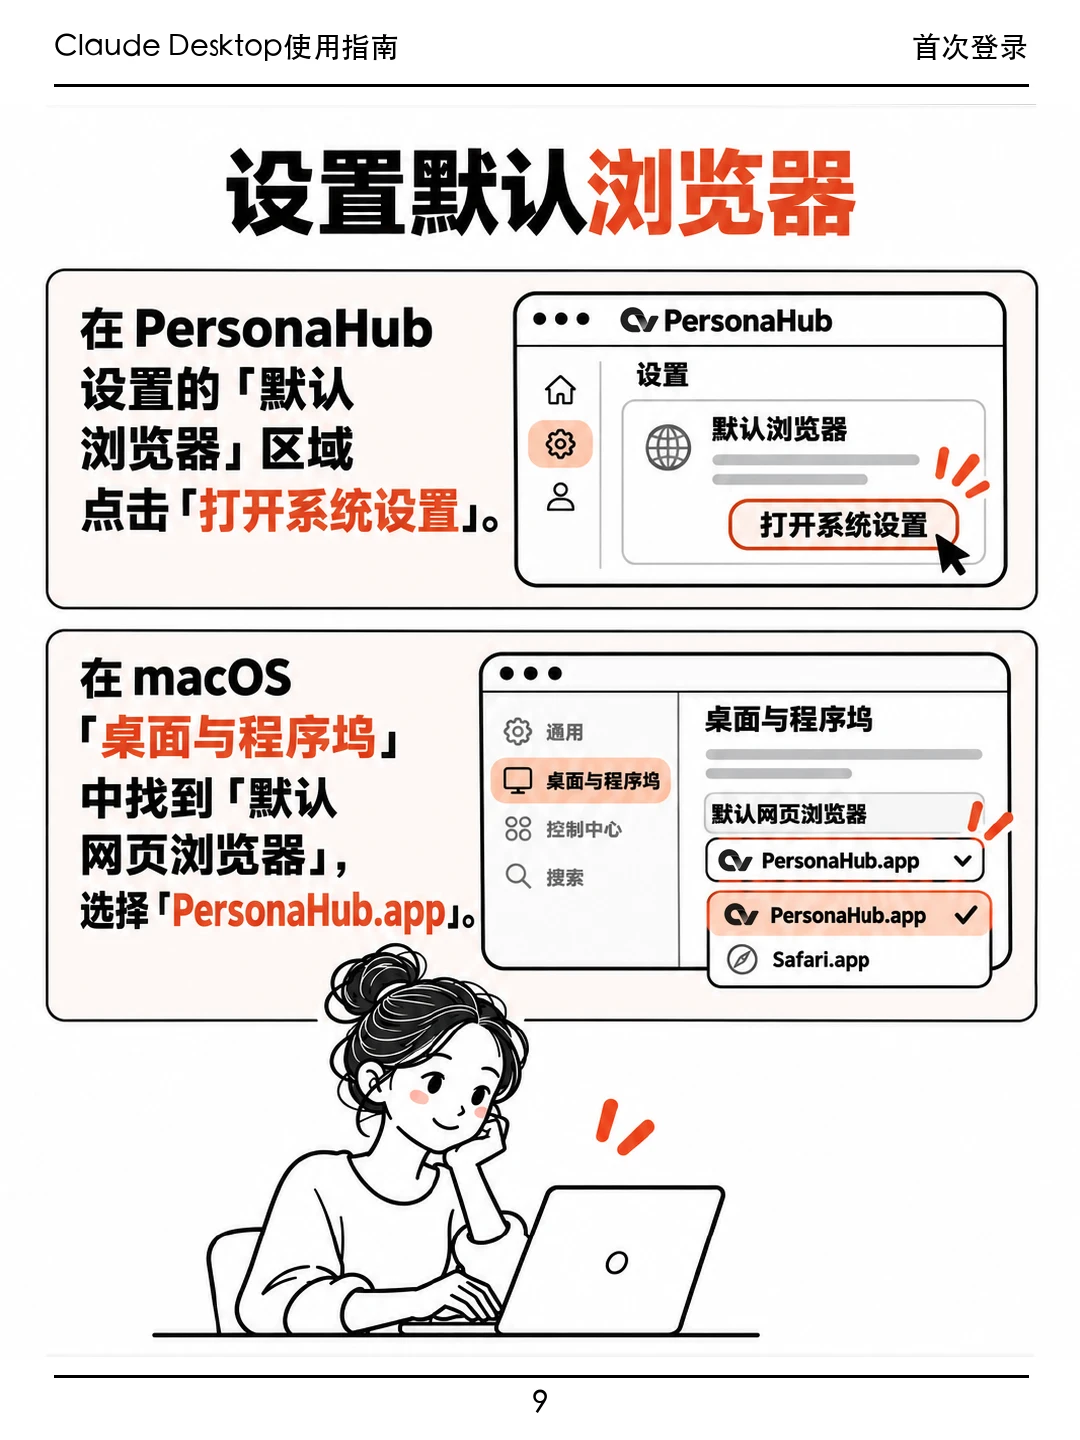 Claude Desktop使用指南
首次登录
设置默认浏览器
在 PersonaHub
设置的「默认
浏览器」区域
点击「打开系统设置」。
PersonaHub
设置
默认浏览器
打开系统设置
在 macOS
「桌面与程序坞」
中找到「默认
网页浏览器」，
选择「PersonaHub.app」。
通用
桌面与程序坞
控制中心
搜索
桌面与程序坞
默认网页浏览器
PersonaHub.app
PersonaHub.app
Safari.app
9